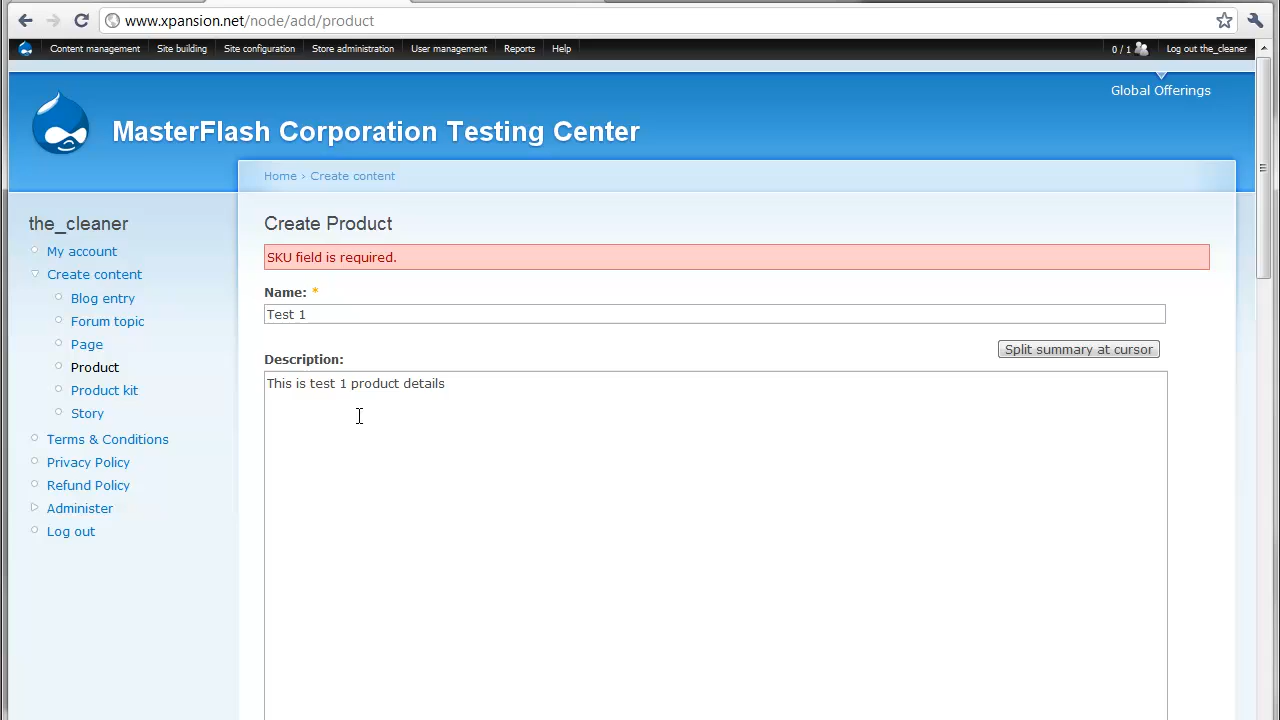 www.xpansion.net/node/add/product
Content management Site building Site configuration Store administration User management Reports Help 0 / 1 Log out the_cleaner
Global Offerings
MasterFlash Corporation Testing Center
Home › Create content
the_cleaner
My account
Create content
Blog entry
Forum topic
Page
Product
Product kit
Story
Terms & Conditions
Privacy Policy
Refund Policy
Administer
Log out
Create Product
SKU field is required.
Name: *
Test 1
Split summary at cursor
Description:
This is test 1 product details